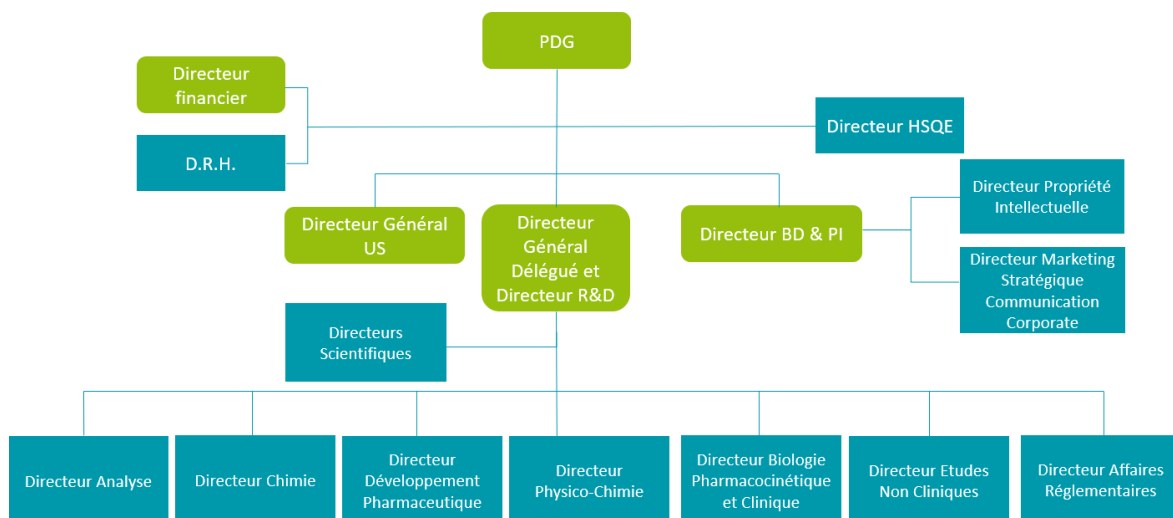 PDG
Directeur
financier
Directeur HSQE
D.R.H.
Directeur Propriété
Intellectuelle
Directeur Général
US
Directeur
Général
Délégué et
Directeur R&D
Directeur BD & PI
Directeur Marketing
Stratégique
Communication
Corporate
Directeurs
Scientifiques
Directeur Analyse
Directeur Chimie
Directeur
Développement
Pharmaceutique
Directeur
Physico-Chimie
Directeur Biologie
Pharmacocinétique
et Clinique
Directeur Etudes
Non Cliniques
Directeur Affaires
Réglementaires